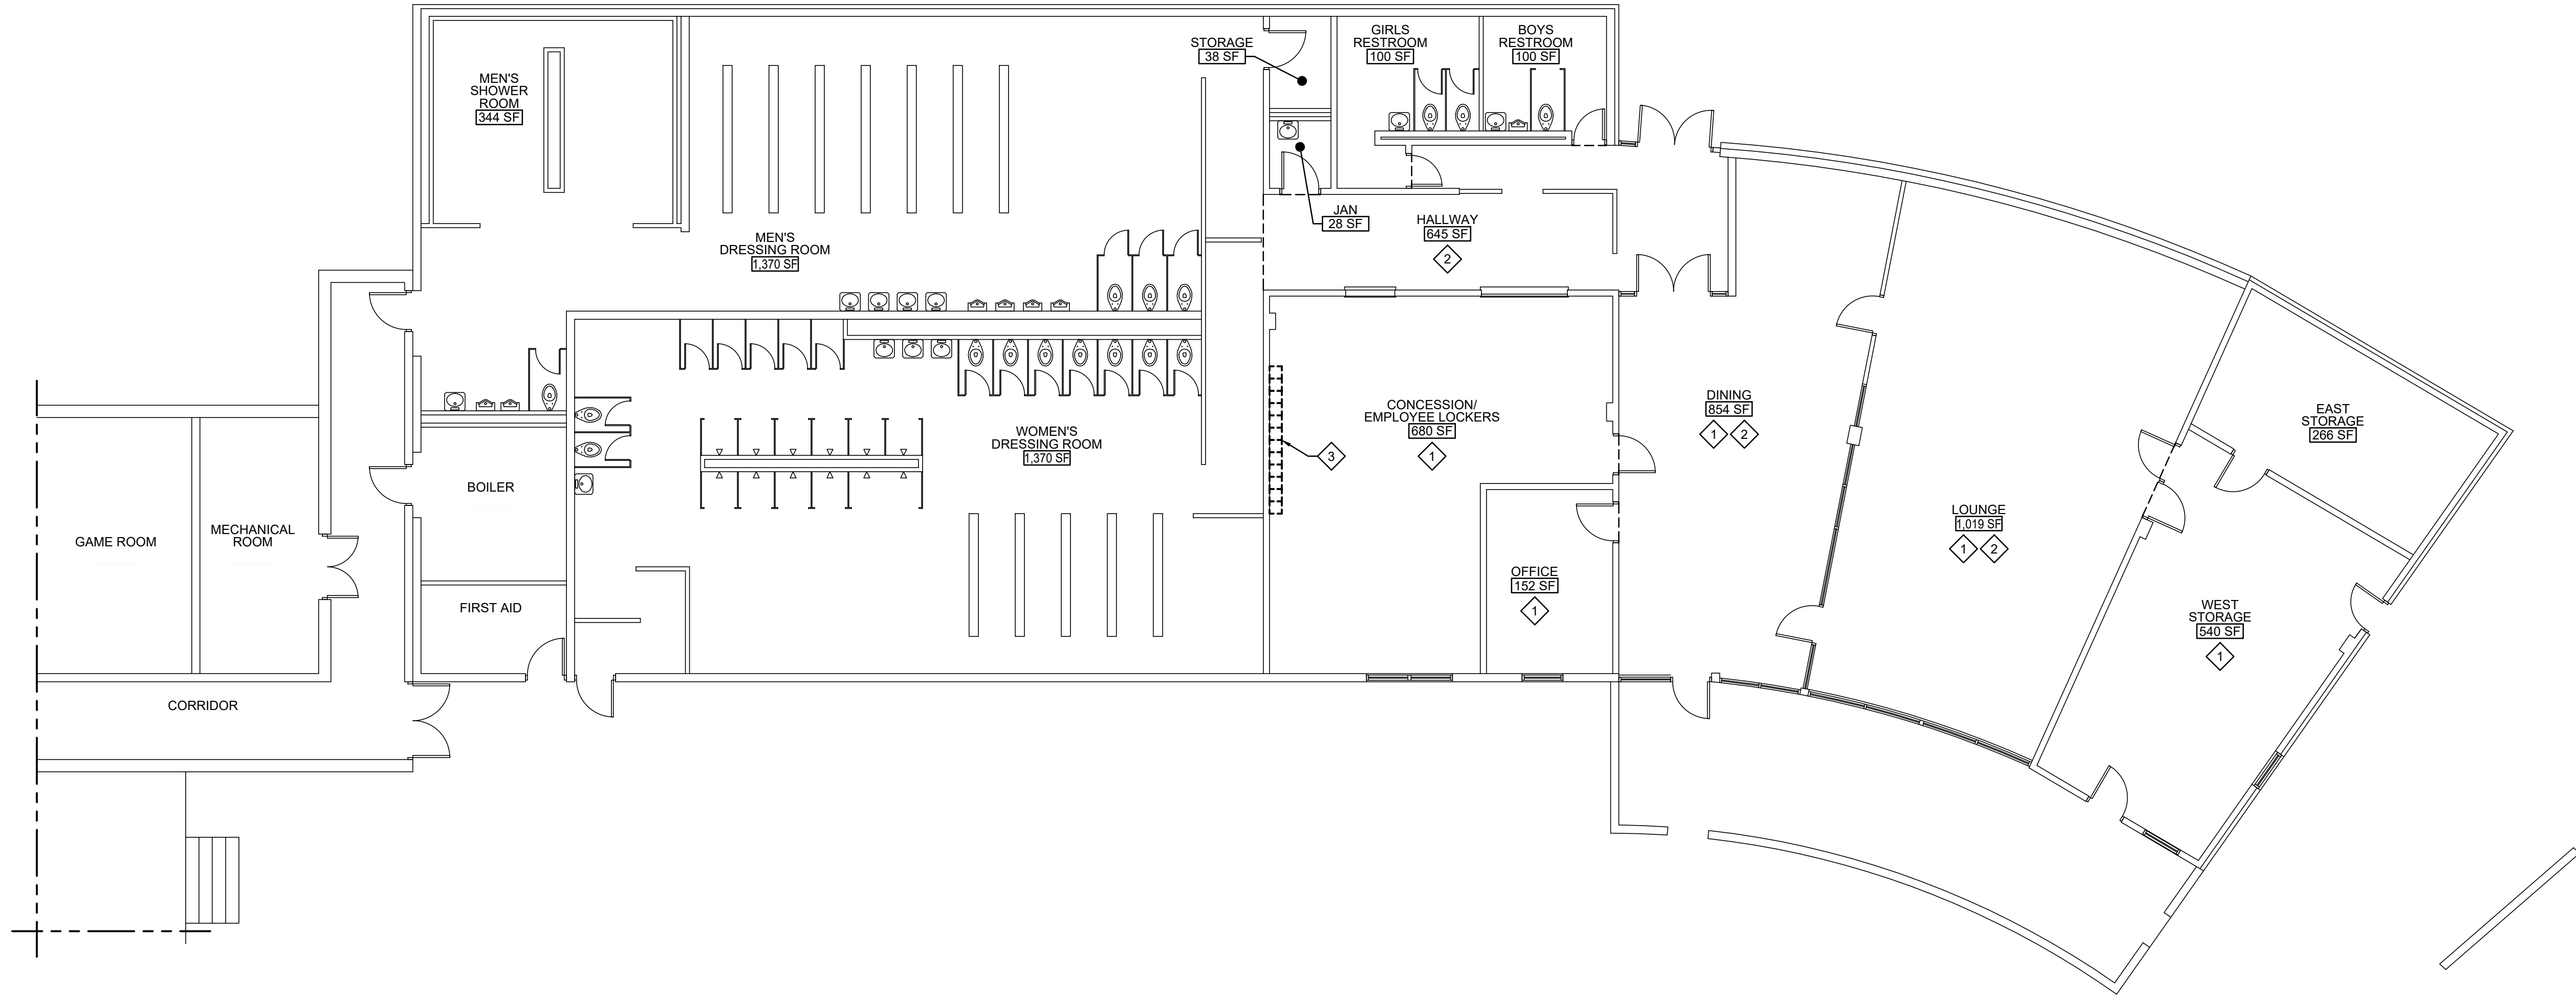 STORAGE
38 SF
GIRLS
RESTROOM
100 SF
BOYS
RESTROOM
100 SF
MEN'S
SHOWER
ROOM
344 SF
JAN
28 SF
HALLWAY
645 SF
2
MEN'S
DRESSING ROOM
1,370 SF
CONCESSION/
EMPLOYEE LOCKERS
680 SF
1
3
DINING
854 SF
1 2
EAST
STORAGE
266 SF
WOMEN'S
DRESSING ROOM
1,370 SF
BOILER
LOUNGE
1,019 SF
1 2
GAME ROOM
MECHANICAL
ROOM
OFFICE
152 SF
1
FIRST AID
WEST
STORAGE
540 SF
1
CORRIDOR